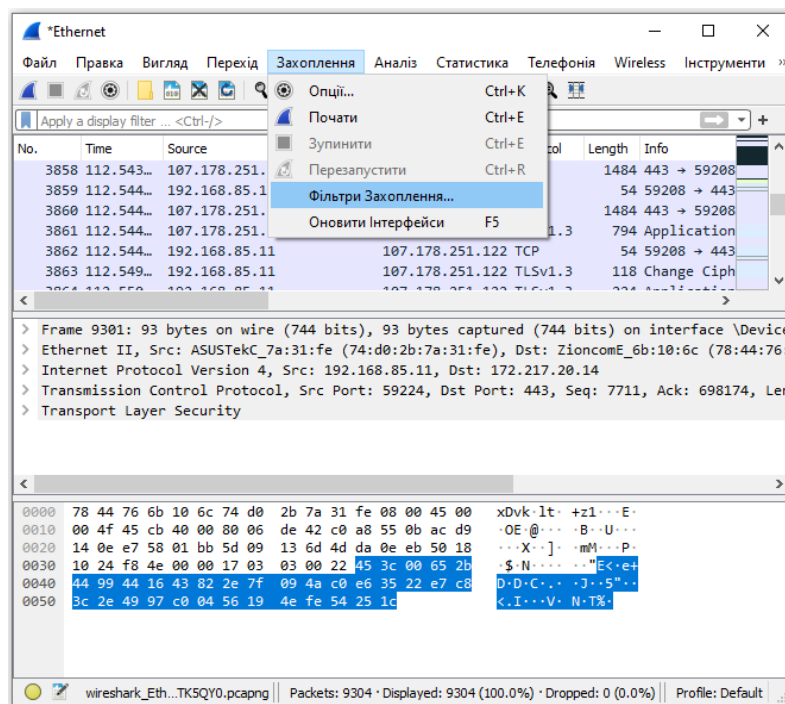 *Ethernet
Файл Правка Вигляд Перехід Захоплення Аналіз Статистика Телефонія Wireless Інструменти »
Опції... Ctrl+K
Почати Ctrl+E
Зупинити Ctrl+E
Перезапустити Ctrl+R
Фільтри Захоплення...
Оновити Інтерфейси F5
Apply a display filter ... <Ctrl-/>
No. Time Source col Length Info
3858 112.543… 107.178.251. 1484 443 → 59208
3859 112.544… 192.168.85.1 54 59208 → 443
3860 112.544… 107.178.251. 1484 443 → 59208
3861 112.544… 107.178.251. v1.3 794 Application
3862 112.544… 192.168.85.11 107.178.251.122 TCP 54 59208 → 443
3863 112.549… 192.168.85.11 107.178.251.122 TLSv1.3 118 Change Ciph
> Frame 9301: 93 bytes on wire (744 bits), 93 bytes captured (744 bits) on interface \Device
> Ethernet II, Src: ASUSTekC_7a:31:fe (74:d0:2b:7a:31:fe), Dst: ZioncomE_6b:10:6c (78:44:76:
> Internet Protocol Version 4, Src: 192.168.85.11, Dst: 172.217.20.14
> Transmission Control Protocol, Src Port: 59224, Dst Port: 443, Seq: 7711, Ack: 698174, Len
> Transport Layer Security
0000 78 44 76 6b 10 6c 74 d0 2b 7a 31 fe 08 00 45 00 xDvk·lt· +z1···E·
0010 00 4f 45 cb 40 00 80 06 de 42 c0 a8 55 0b ac d9 ·OE·@··· ·B··U···
0020 14 0e e7 58 01 bb 5d 09 13 6d 4d da 0e eb 50 18 ···X··]· ·mM···P·
0030 10 24 f8 4e 00 00 17 03 03 00 22 45 3c 00 65 2b ·$·N···· ··"E<·e+
0040 44 99 44 16 43 82 2e 7f 09 4a c0 e6 35 22 e7 c8 D·D·C·.· ·J··5"··
0050 3c 2e 49 97 c0 04 56 19 4e fe 54 25 1c <.I···V· N·T%·
wireshark_Eth…TK5QY0.pcapng Packets: 9304 · Displayed: 9304 (100.0%) · Dropped: 0 (0.0%) Profile: Default